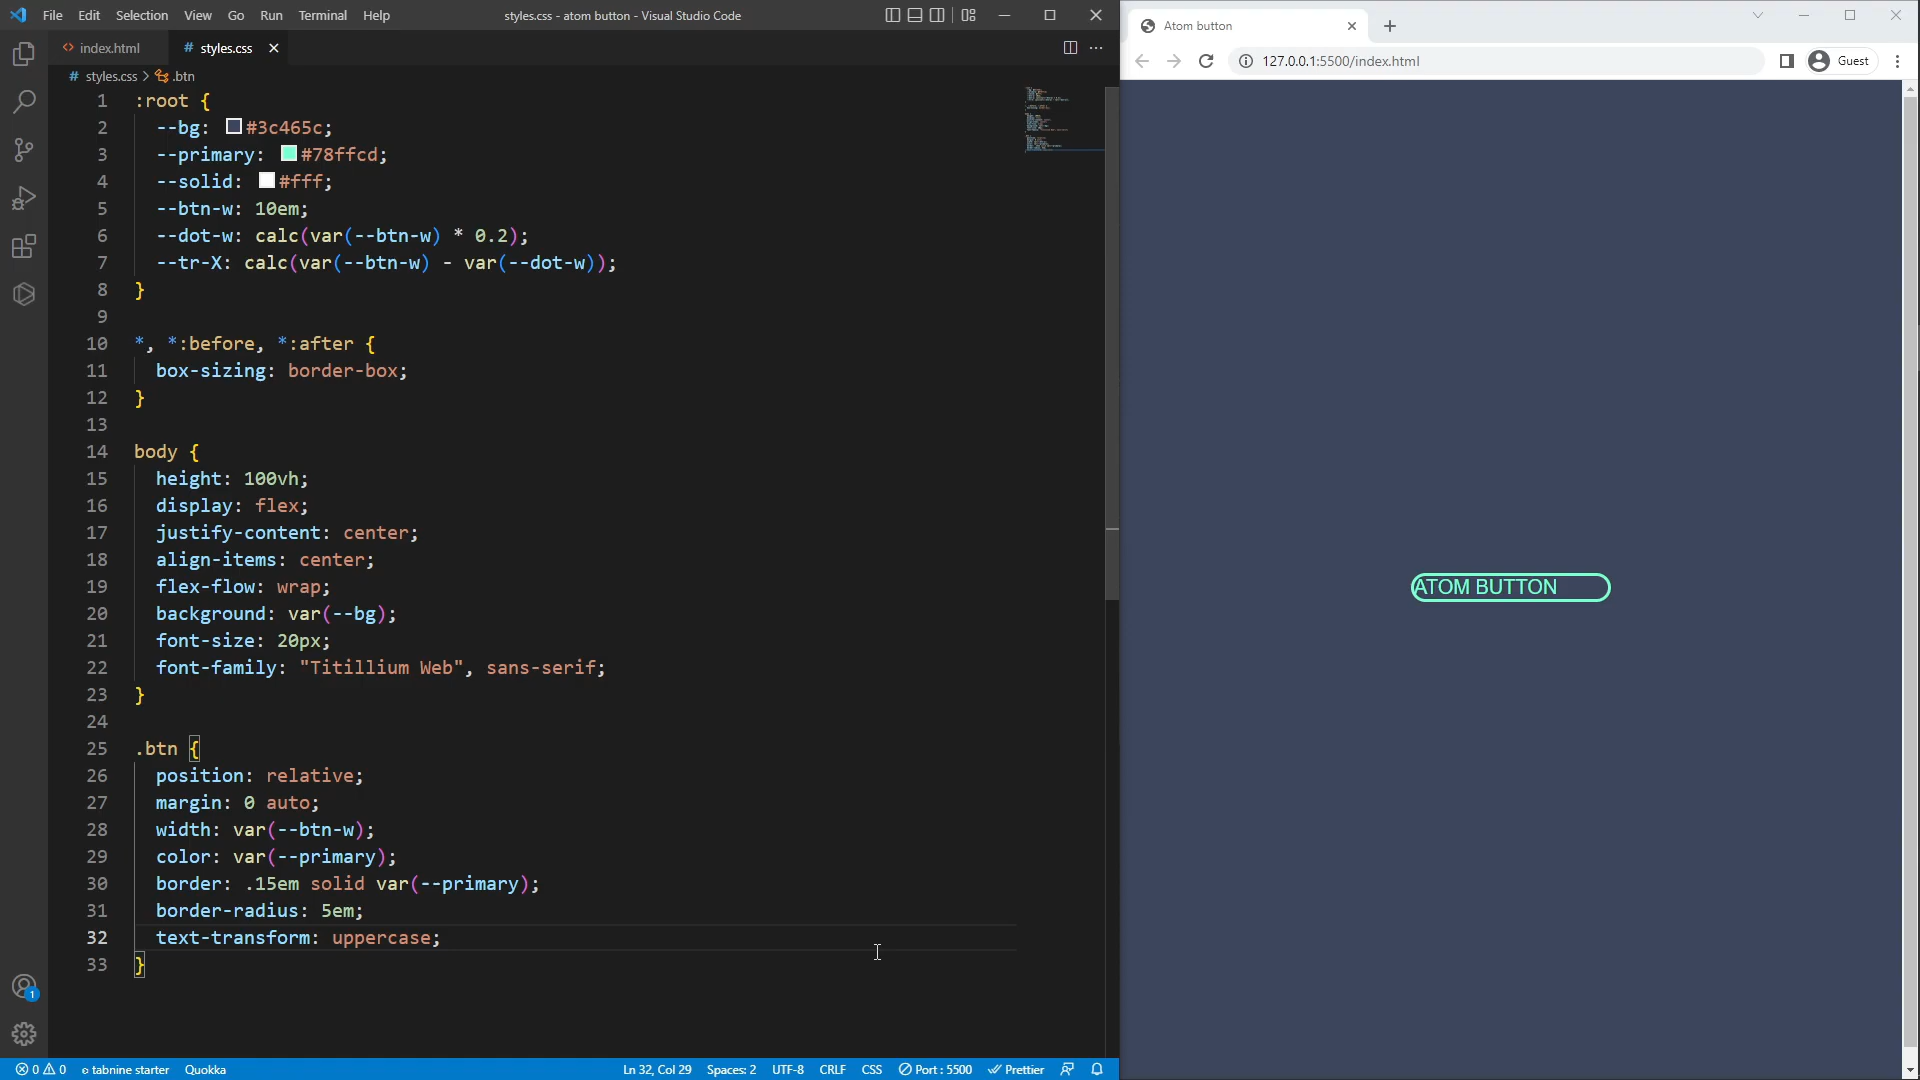 File Edit Selection View Go Run Terminal Help
styles.css - atom button - Visual Studio Code
index.html
# styles.css
# styles.css > .btn
1 :root {
2 --bg: #3c465c;
3 --primary: #78ffcd;
4 --solid: #fff;
5 --btn-w: 10em;
6 --dot-w: calc(var(--btn-w) * 0.2);
7 --tr-X: calc(var(--btn-w) - var(--dot-w));
8 }
9
10 *, *:before, *:after {
11 box-sizing: border-box;
12 }
13
14 body {
15 height: 100vh;
16 display: flex;
17 justify-content: center;
18 align-items: center;
19 flex-flow: wrap;
20 background: var(--bg);
21 font-size: 20px;
22 font-family: "Titillium Web", sans-serif;
23 }
24
25 .btn {
26 position: relative;
27 margin: 0 auto;
28 width: var(--btn-w);
29 color: var(--primary);
30 border: .15em solid var(--primary);
31 border-radius: 5em;
32 text-transform: uppercase;
33 }
1
0 0 tabnine starter Quokka
Ln 32, Col 29 Spaces: 2 UTF-8 CRLF CSS Port : 5500 Prettier
Atom button
127.0.0.1:5500/index.html
Guest
ATOM BUTTON